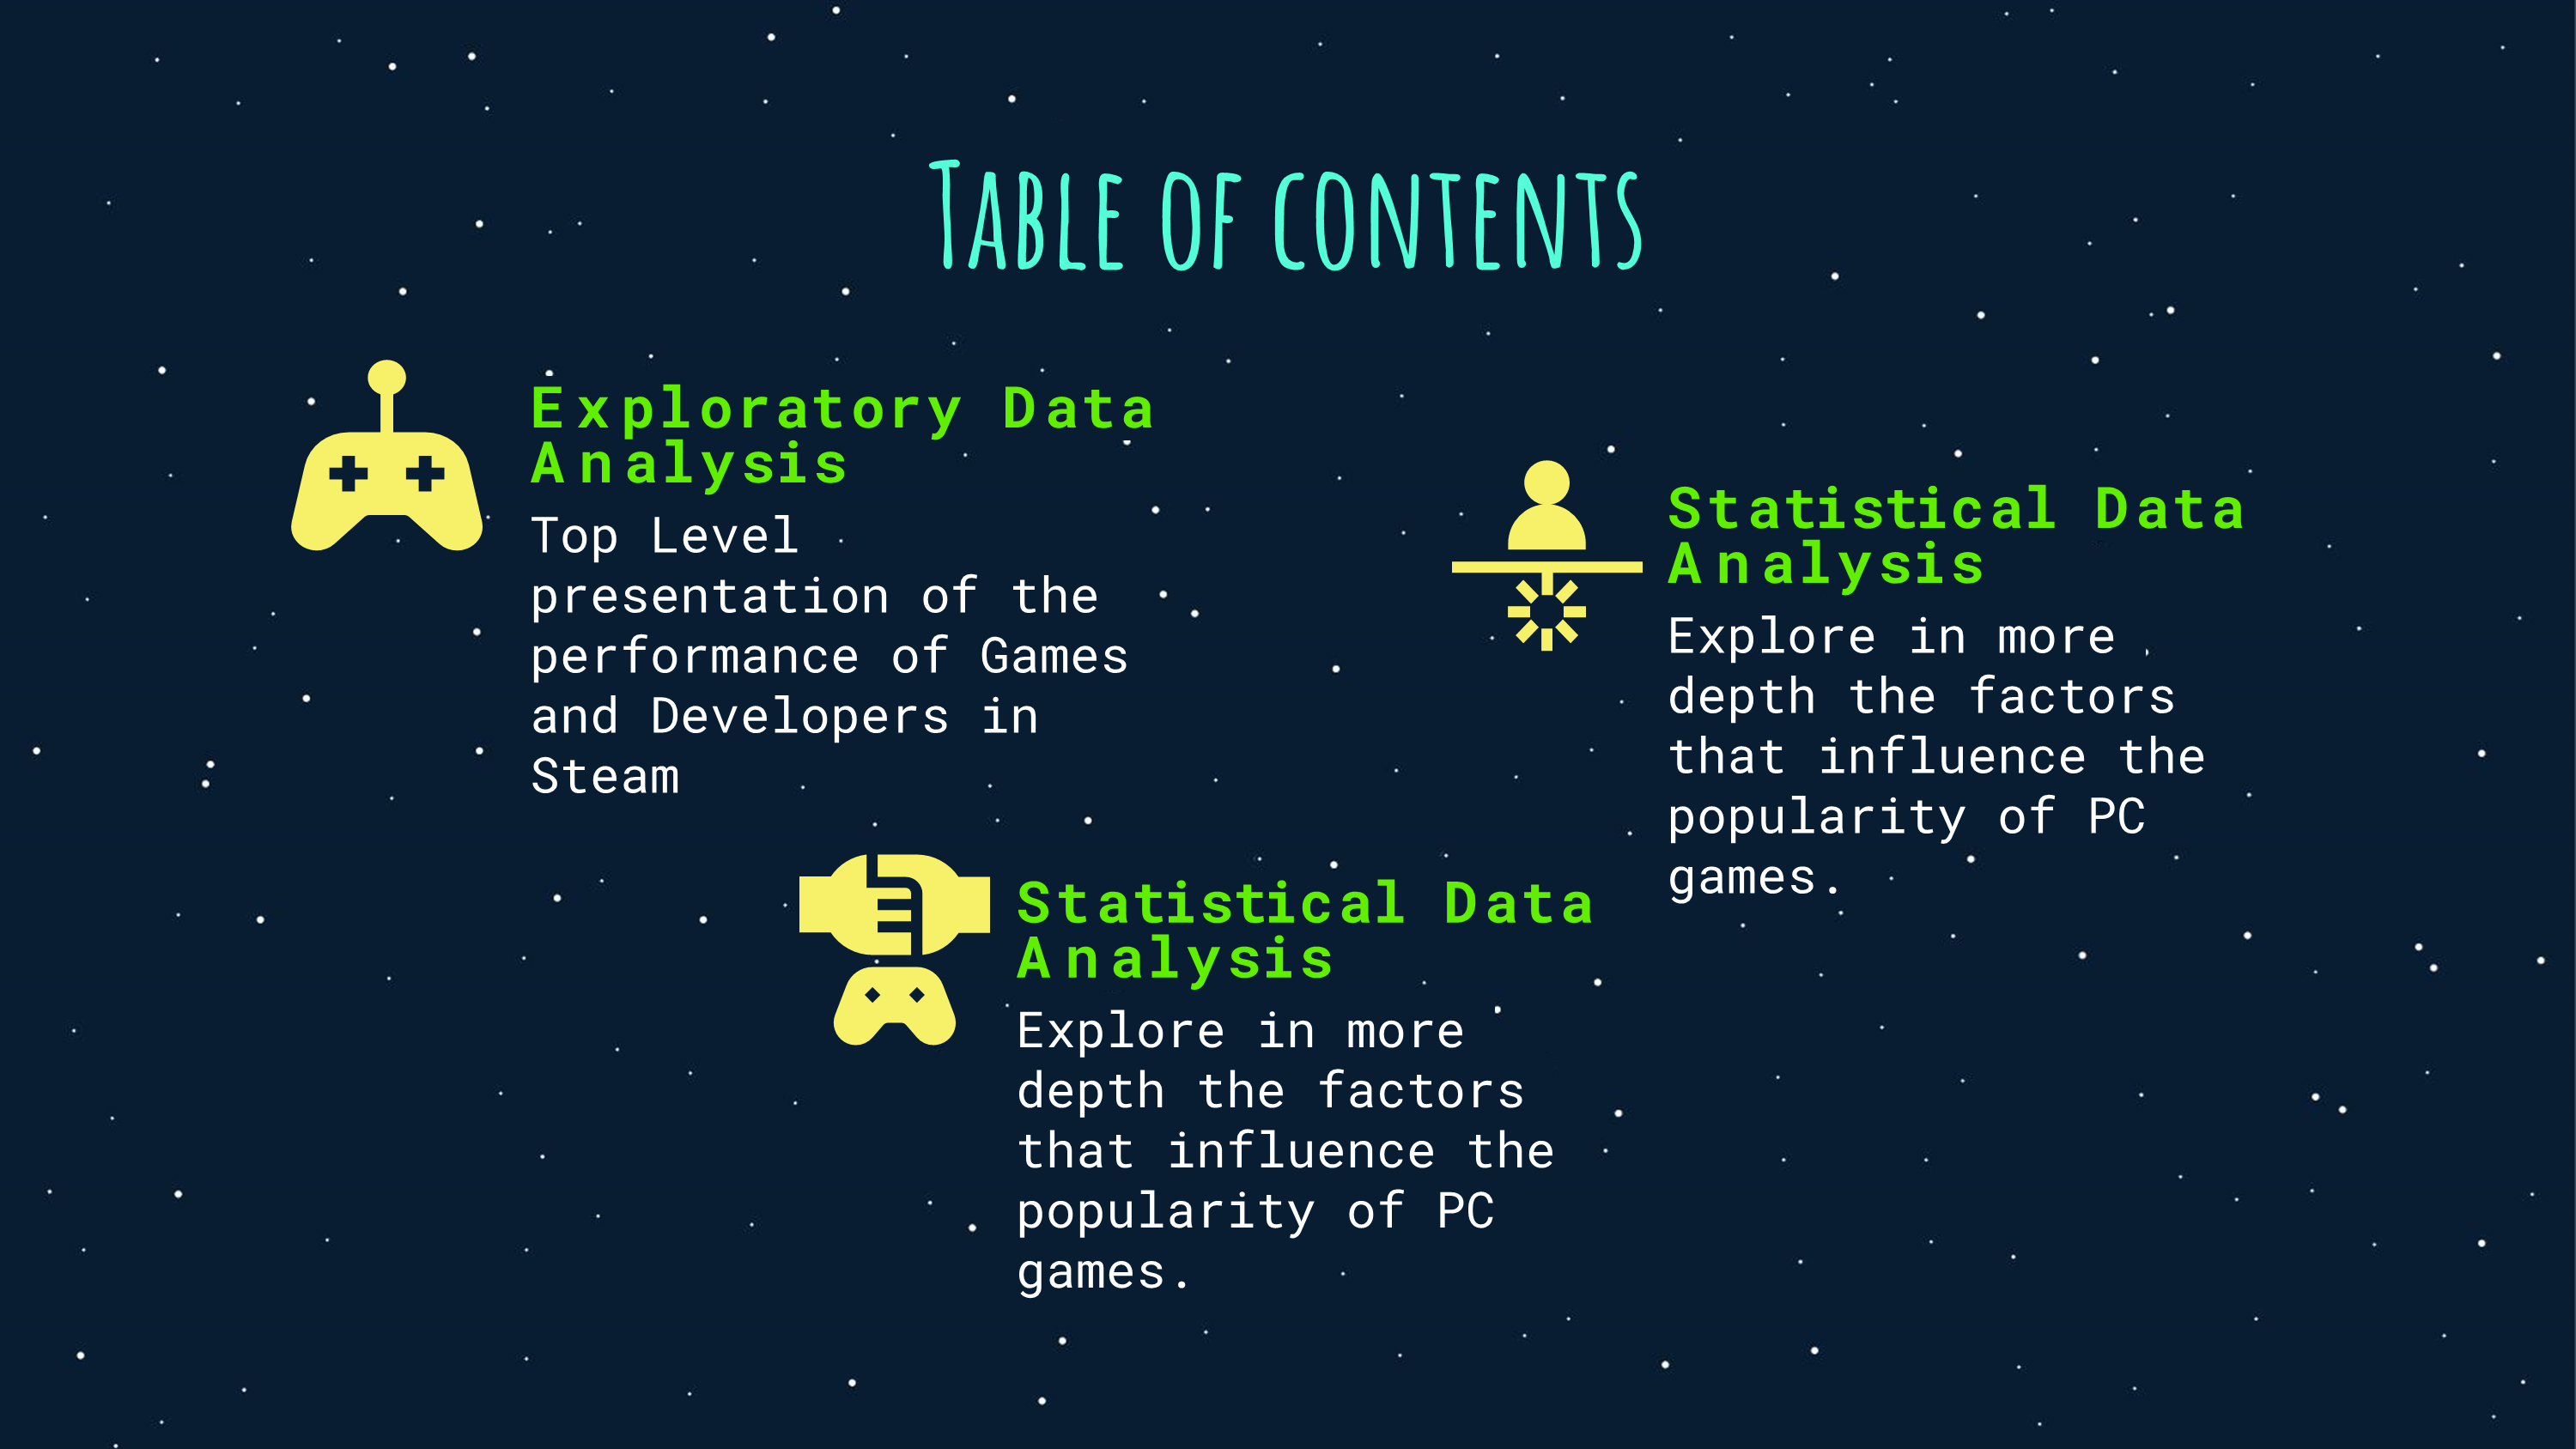 Table of contents
Exploratory Data
Analysis
Top Level
presentation of the
performance of Games
and Developers in
Steam
Statistical Data
Analysis
Explore in more
depth the factors
that influence the
popularity of PC
games.
Statistical Data
Analysis
Explore in more
depth the factors
that influence the
popularity of PC
games.